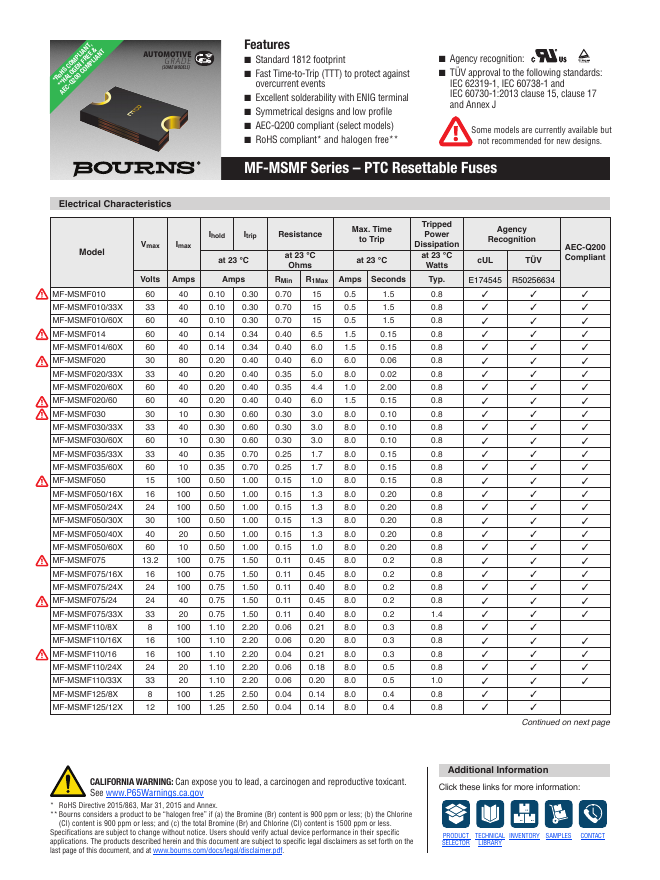 *RoHS COMPLIANT,
**HALOGEN FREE &
AEC-Q200 COMPLIANT
AUTOMOTIVE
GRADE
(SOME MODELS)
BOURNS®
Features
■ Standard 1812 footprint
■ Fast Time-to-Trip (TTT) to protect against
overcurrent events
■ Excellent solderability with ENIG terminal
■ Symmetrical designs and low profile
■ AEC-Q200 compliant (select models)
■ RoHS compliant* and halogen free**
■ Agency recognition:
■ TÜV approval to the following standards:
IEC 62319-1, IEC 60738-1 and
IEC 60730-1:2013 clause 15, clause 17
and Annex J
Some models are currently available but
not recommended for new designs.
MF-MSMF Series – PTC Resettable Fuses
Electrical Characteristics
Model Vmax Imax Ihold Itrip Resistance Max. Time to Trip Tripped Power Dissipation Agency Recognition AEC-Q200 Compliant
at 23 °C at 23 °C Ohms at 23 °C at 23 °C Watts cUL TÜV
Volts Amps Amps RMin R1Max Amps Seconds Typ. E174545 R50256634
MF-MSMF010 60 40 0.10 0.30 0.70 15 0.5 1.5 0.8 ✓ ✓ ✓
MF-MSMF010/33X 33 40 0.10 0.30 0.70 15 0.5 1.5 0.8 ✓ ✓ ✓
MF-MSMF010/60X 60 40 0.10 0.30 0.70 15 0.5 1.5 0.8 ✓ ✓ ✓
MF-MSMF014 60 40 0.14 0.34 0.40 6.5 1.5 0.15 0.8 ✓ ✓ ✓
MF-MSMF014/60X 60 40 0.14 0.34 0.40 6.0 1.5 0.15 0.8 ✓ ✓ ✓
MF-MSMF020 30 80 0.20 0.40 0.40 6.0 6.0 0.06 0.8 ✓ ✓ ✓
MF-MSMF020/33X 33 40 0.20 0.40 0.35 5.0 8.0 0.02 0.8 ✓ ✓ ✓
MF-MSMF020/60X 60 40 0.20 0.40 0.35 4.4 1.0 2.00 0.8 ✓ ✓ ✓
MF-MSMF020/60 60 40 0.20 0.40 0.40 6.0 1.5 0.15 0.8 ✓ ✓ ✓
MF-MSMF030 30 10 0.30 0.60 0.30 3.0 8.0 0.10 0.8 ✓ ✓ ✓
MF-MSMF030/33X 33 40 0.30 0.60 0.30 3.0 8.0 0.10 0.8 ✓ ✓ ✓
MF-MSMF030/60X 60 10 0.30 0.60 0.30 3.0 8.0 0.10 0.8 ✓ ✓ ✓
MF-MSMF035/33X 33 40 0.35 0.70 0.25 1.7 8.0 0.15 0.8 ✓ ✓ ✓
MF-MSMF035/60X 60 10 0.35 0.70 0.25 1.7 8.0 0.15 0.8 ✓ ✓ ✓
MF-MSMF050 15 100 0.50 1.00 0.15 1.0 8.0 0.15 0.8 ✓ ✓ ✓
MF-MSMF050/16X 16 100 0.50 1.00 0.15 1.3 8.0 0.20 0.8 ✓ ✓ ✓
MF-MSMF050/24X 24 100 0.50 1.00 0.15 1.3 8.0 0.20 0.8 ✓ ✓ ✓
MF-MSMF050/30X 30 100 0.50 1.00 0.15 1.3 8.0 0.20 0.8 ✓ ✓ ✓
MF-MSMF050/40X 40 20 0.50 1.00 0.15 1.3 8.0 0.20 0.8 ✓ ✓ ✓
MF-MSMF050/60X 60 10 0.50 1.00 0.15 1.0 8.0 0.20 0.8 ✓ ✓ ✓
MF-MSMF075 13.2 100 0.75 1.50 0.11 0.45 8.0 0.2 0.8 ✓ ✓ ✓
MF-MSMF075/16X 16 100 0.75 1.50 0.11 0.45 8.0 0.2 0.8 ✓ ✓ ✓
MF-MSMF075/24X 24 100 0.75 1.50 0.11 0.40 8.0 0.2 0.8 ✓ ✓ ✓
MF-MSMF075/24 24 40 0.75 1.50 0.11 0.45 8.0 0.2 0.8 ✓ ✓ ✓
MF-MSMF075/33X 33 20 0.75 1.50 0.11 0.40 8.0 0.2 1.4 ✓ ✓ ✓
MF-MSMF110/8X 8 100 1.10 2.20 0.06 0.21 8.0 0.3 0.8 ✓ ✓
MF-MSMF110/16X 16 100 1.10 2.20 0.06 0.20 8.0 0.3 0.8 ✓ ✓ ✓
MF-MSMF110/16 16 100 1.10 2.20 0.04 0.21 8.0 0.3 0.8 ✓ ✓ ✓
MF-MSMF110/24X 24 20 1.10 2.20 0.06 0.18 8.0 0.5 0.8 ✓ ✓ ✓
MF-MSMF110/33X 33 20 1.10 2.20 0.06 0.20 8.0 0.5 1.0 ✓ ✓ ✓
MF-MSMF125/8X 8 100 1.25 2.50 0.04 0.14 8.0 0.4 0.8 ✓ ✓
MF-MSMF125/12X 12 100 1.25 2.50 0.04 0.14 8.0 0.4 0.8 ✓ ✓
Continued on next page
CALIFORNIA WARNING: Can expose you to lead, a carcinogen and reproductive toxicant.
See www.P65Warnings.ca.gov
* RoHS Directive 2015/863, Mar 31, 2015 and Annex.
** Bourns considers a product to be “halogen free” if (a) the Bromine (Br) content is 900 ppm or less; (b) the Chlorine
(Cl) content is 900 ppm or less; and (c) the total Bromine (Br) and Chlorine (Cl) content is 1500 ppm or less.
Specifications are subject to change without notice. Users should verify actual device performance in their specific
applications. The products described herein and this document are subject to specific legal disclaimers as set forth on the
last page of this document, and at www.bourns.com/docs/legal/disclaimer.pdf.
Additional Information
Click these links for more information:
PRODUCT SELECTOR
TECHNICAL LIBRARY
INVENTORY
SAMPLES
CONTACT